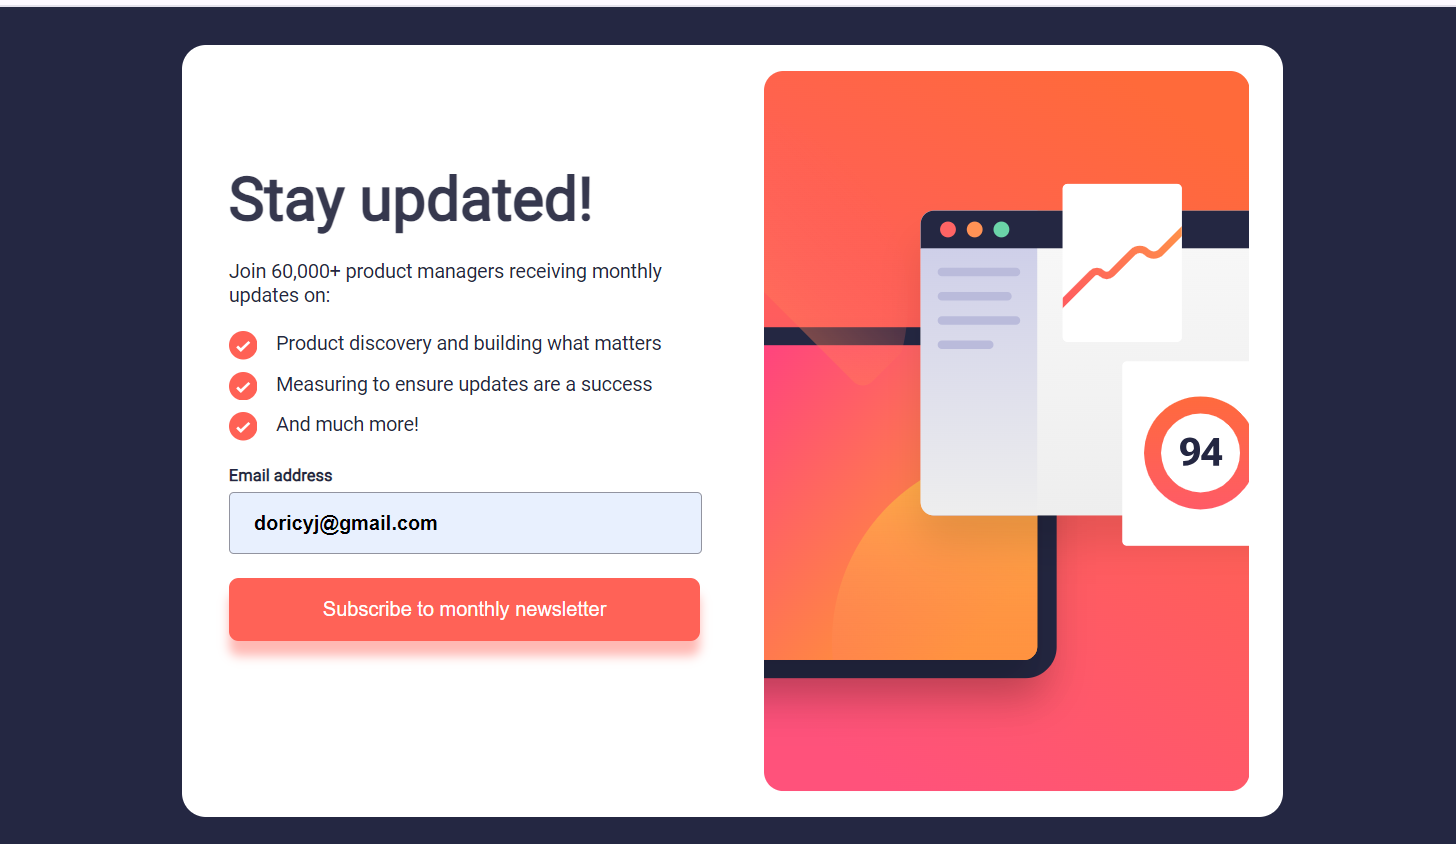 Stay updated!
Join 60,000+ product managers receiving monthly
updates on:
Product discovery and building what matters
Measuring to ensure updates are a success
And much more!
Email address
doricyj@gmail.com
Subscribe to monthly newsletter
94